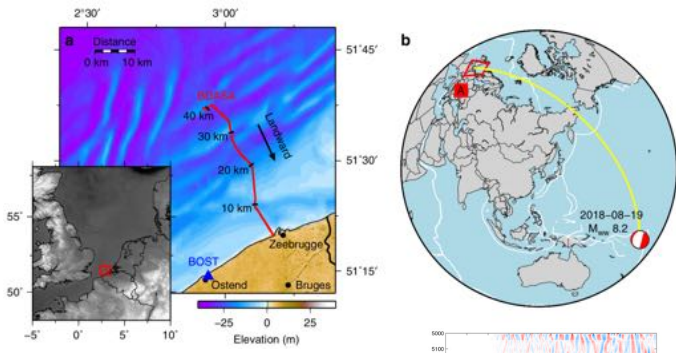 2°30'
3°00'
a
Distance
0 km 10 km
51°45'
BDASA
40 km
30 km
Landward
20 km
51°30'
10 km
Zeebrugge
BOST
Ostend
Bruges
51°15'
55°
50°
-5°
0°
5°
10°
-25
0
25
Elevation (m)
b
A
2018-08-19
Mww 8.2
5000
5100